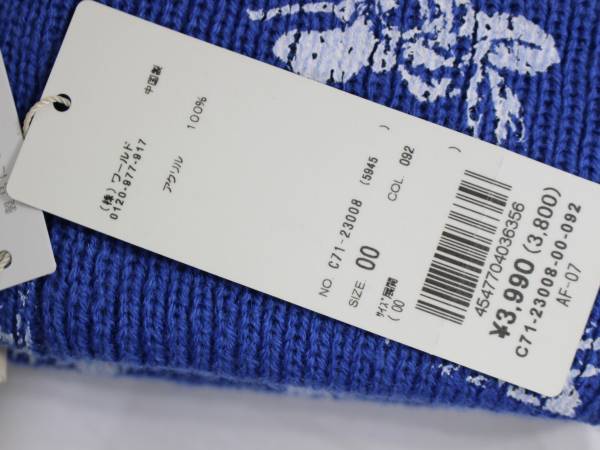 中国製
アクリル 100%
(株) ワールド
0120-977-917
NO. C71-23008 (5945 )
SIZE 00 COL 092
ｻｲｽﾞ展開
(00 )
4547704036356
¥3,990 (3,800)
C71-23008-00-092
AF-07